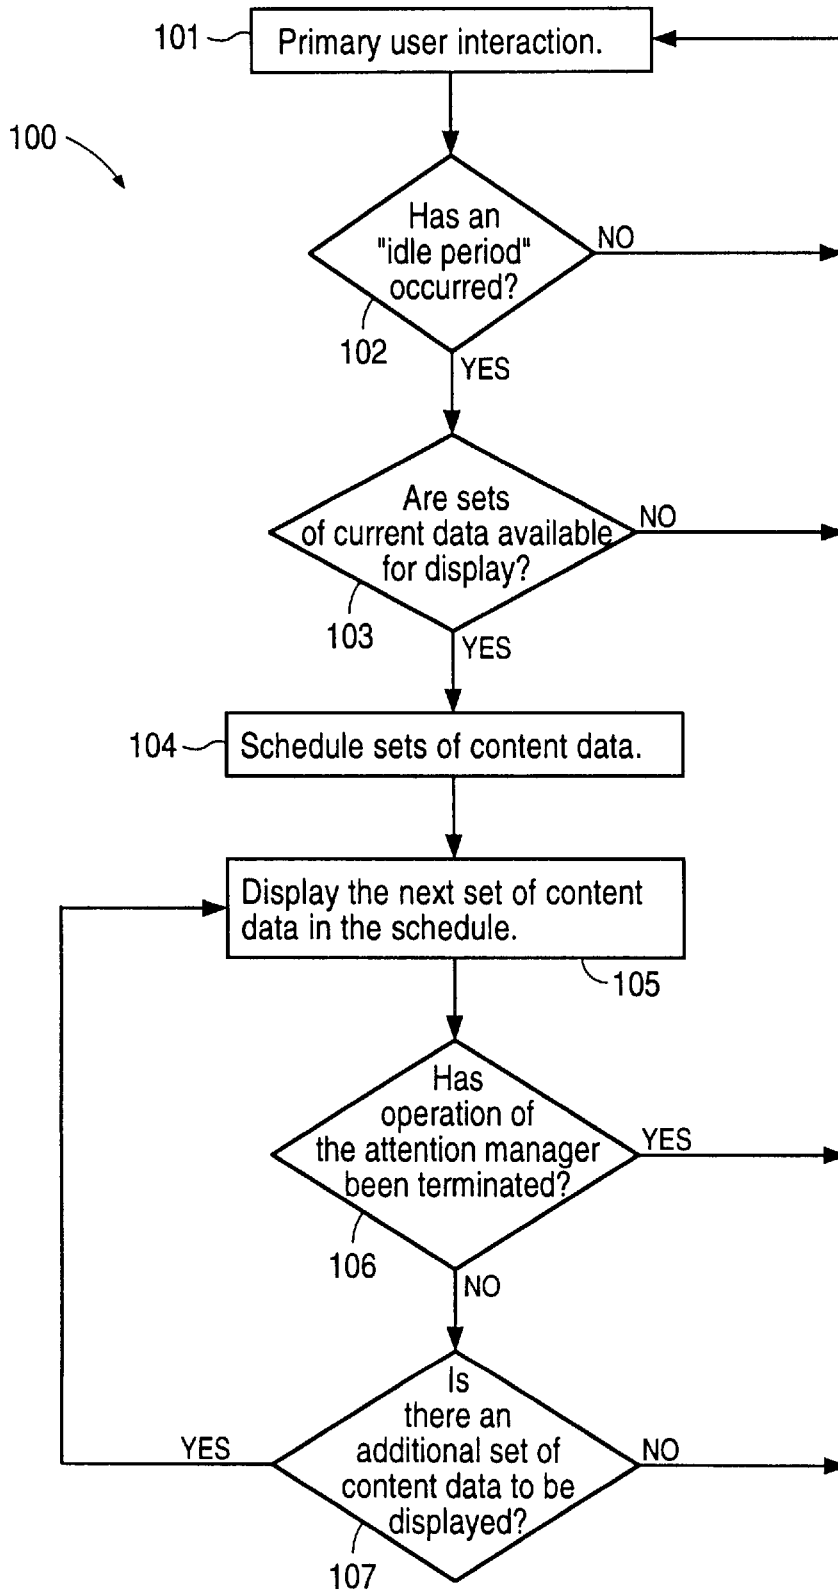 101
Primary user interaction.
100
Has an
"idle period"
occurred?
NO
102
YES
Are sets
of current data available
for display?
NO
103
YES
104
Schedule sets of content data.
Display the next set of content
data in the schedule.
105
Has
operation of
the attention manager
been terminated?
YES
106
NO
Is
there an
additional set of
content data to be
displayed?
YES
NO
107